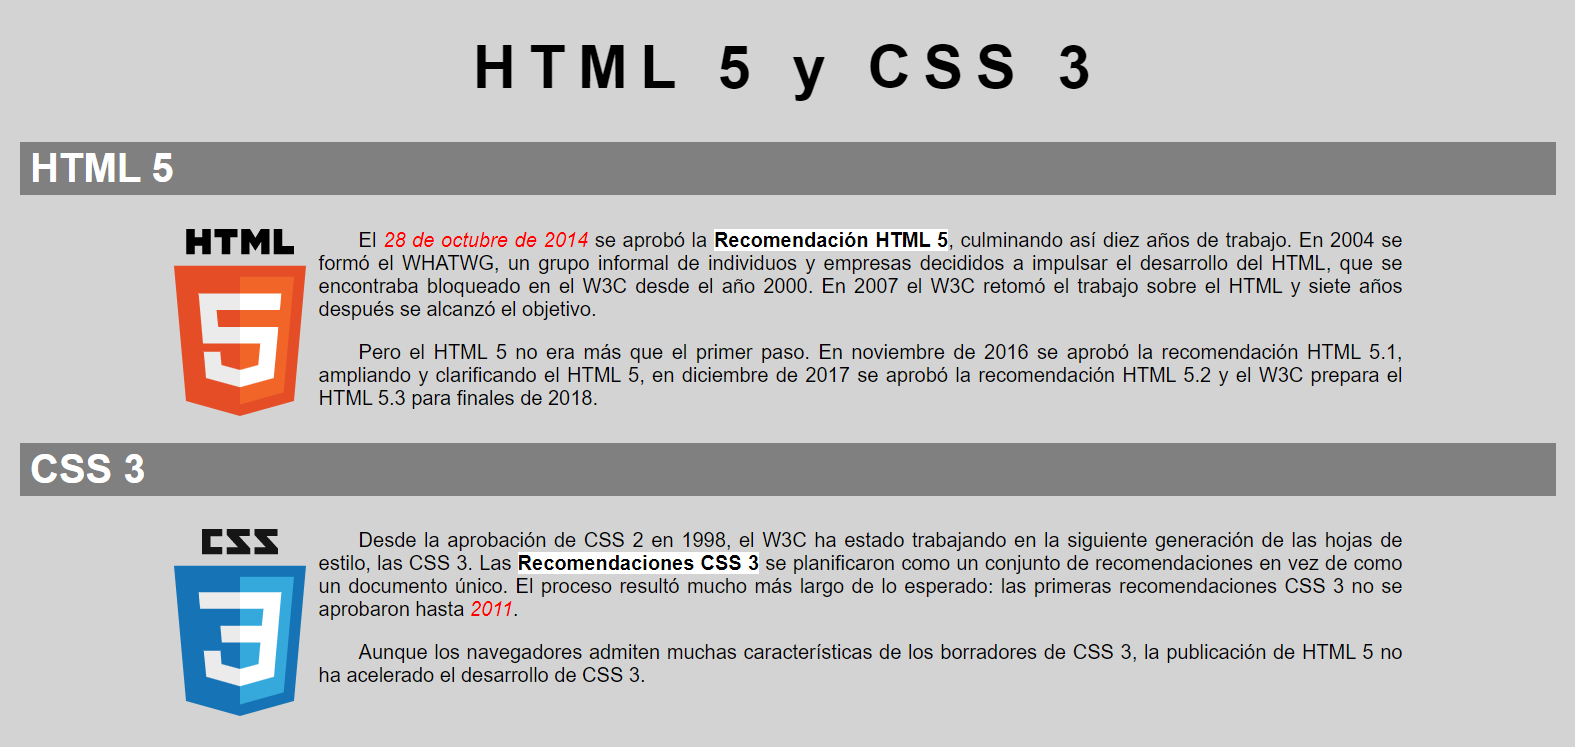 HTML 5 y CSS 3
HTML 5
HTML
5
El 28 de octubre de 2014 se aprobó la Recomendación HTML 5, culminando así diez años de trabajo. En 2004 se
formó el WHATWG, un grupo informal de individuos y empresas decididos a impulsar el desarrollo del HTML, que se
encontraba bloqueado en el W3C desde el año 2000. En 2007 el W3C retomó el trabajo sobre el HTML y siete años
después se alcanzó el objetivo.
Pero el HTML 5 no era más que el primer paso. En noviembre de 2016 se aprobó la recomendación HTML 5.1,
ampliando y clarificando el HTML 5, en diciembre de 2017 se aprobó la recomendación HTML 5.2 y el W3C prepara el
HTML 5.3 para finales de 2018.
CSS 3
CSS
3
Desde la aprobación de CSS 2 en 1998, el W3C ha estado trabajando en la siguiente generación de las hojas de
estilo, las CSS 3. Las Recomendaciones CSS 3 se planificaron como un conjunto de recomendaciones en vez de como
un documento único. El proceso resultó mucho más largo de lo esperado: las primeras recomendaciones CSS 3 no se
aprobaron hasta 2011.
Aunque los navegadores admiten muchas características de los borradores de CSS 3, la publicación de HTML 5 no
ha acelerado el desarrollo de CSS 3.